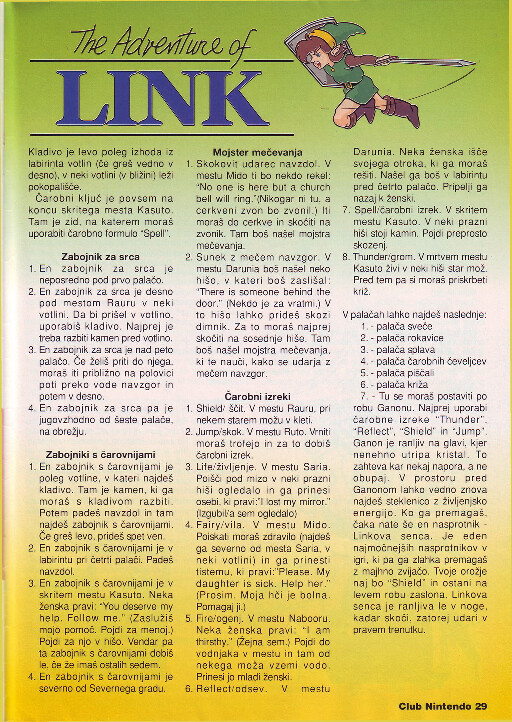 The Adventure of
LINK
Kladivo je levo poleg izhoda iz
labirinta votlin (če greš vedno v
desno), v neki votlini (v bližini) leži
pokopališče.
Čarobni ključ je povsem na
koncu skritega mesta Kasuto.
Tam je zid, na katerem moraš
uporabiti čarobno formulo "Spell".
Zabojnik za srca
1. En zabojnik za srca je
neposredno pod prvo palačo.
2. En zabojnik za srca je desno
pod mestom Rauru v neki
votlini. Da bi prišel v votlino,
uporabiš kladivo. Najprej je
treba razbiti kamen pred votlino.
3. En zabojnik za srca je nad peto
palačo. Če želiš priti do njega,
moraš iti približno na polovici
poti preko vode navzgor in
potem v desno.
4. En zabojnik za srca pa je
jugovzhodno od šeste palače,
na obrežju.
Zabojniki s čarovnijami
1. En zabojnik s čarovnijami je
poleg votline, v kateri najdeš
kladivo. Tam je kamen, ki ga
moraš s kladivom razbiti.
Potem padeš navzdol in tam
najdeš zabojnik s čarovnijami.
Če greš levo, prideš spet ven.
2. En zabojnik s čarovnijami je v
labirintu pri četrti palači. Padeš
navzdol.
3. En zabojnik s čarovnijami je v
skritem mestu Kasuto. Neka
ženska pravi: "You deserve my
help. Follow me." (Zaslužiš
mojo pomoč. Pojdi za menoj.)
Pojdi za njo v hišo. Vendar pa
ta zabojnik s čarovnijami dobiš
le, če že imaš ostalih sedem.
4. En zabojnik s čarovnijami je
severno od Severnega gradu.
Mojster mečevanja
1. Skokovit udarec navzdol. V
mestu Mido ti bo nekdo rekel:
"No one is here but a church
bell will ring."(Nikogar ni tu, a
cerkveni zvon bo zvonil.) Iti
moraš do cerkve in skočiti na
zvonik. Tam boš našel mojstra
mečevanja.
2. Sunek z mečem navzgor. V
mestu Darunia boš našel neko
hišo, v kateri boš zaslišal:
"There is someone behind the
door." (Nekdo je za vratmi.) V
to hišo lahko prideš skozi
dimnik. Za to moraš najprej
skočiti na sosednje hiše. Tam
boš našel mojstra mečevanja,
ki te nauči, kako se udarja z
mečem navzgor.
Čarobni izreki
1. Shield/ ščit. V mestu Rauru, pri
nekem starem možu v kleti.
2. Jump/skok. V mestu Ruto. Vrniti
moraš trofejo in za to dobiš
čarobni izrek.
3. Life/življenje. V mestu Saria.
Poišči pod mizo v neki prazni
hiši ogledalo in ga prinesi
osebi, ki pravi:"I lost my mirror."
(Izgubil/a sem ogledalo)
4. Fairy/vila. V mestu Mido.
Poiskati moraš zdravilo (najdeš
ga severno od mesta Saria, v
neki votlini) in ga prinesti
tistemu, ki pravi:"Please. My
daughter is sick. Help her."
(Prosim. Moja hči je bolna.
Pomagaj ji.)
5. Fire/ogenj. V mestu Nabooru.
Neka ženska pravi: "I am
thirsthy." (Žejna sem.) Pojdi do
vodnjaka v mestu in tam od
nekega moža vzemi vodo.
Prinesi jo mladi ženski.
6. Reflect/odsev. V mestu
Darunia. Neka ženska išče
svojega otroka, ki ga moraš
rešiti. Našel ga boš v labirintu
pred četrto palačo. Pripelji ga
nazaj k ženski.
7. Spell/čarobni izrek. V skritem
mestu Kasuto. V neki prazni
hiši stoji kamin. Pojdi preprosto
skozenj.
8. Thunder/grom. V mrtvem mestu
Kasuto živi v neki hiši star mož.
Pred tem pa si moraš priskrbeti
križ.
V palačah lahko najdeš naslednje:
1. - palača sveče
2. - palača rokavice
3. - palača splava
4. - palača čarobnih čeveljcev
5. - palača piščali
6. - palača križa
7. - Tu se moraš postaviti po
robu Ganonu. Najprej uporabi
čarobne izreke "Thunder",
"Reflect", "Shield" in "Jump".
Ganon je ranljiv na glavi, kjer
nenehno utripa kristal. To
zahteva kar nekaj napora, a ne
obupaj. V prostoru pred
Ganonom lahko vedno znova
najdeš steklenico z življenjsko
energijo. Ko ga premagaš,
čaka nate še en nasprotnik -
Linkova senca. Je eden
najmočnejših nasprotnikov v
igri, ki pa ga zlahka premagaš
z majhno zvijačo. Tvoje orožje
naj bo "Shield" in ostani na
levem robu zaslona. Linkova
senca je ranljiva le v noge,
kadar skoči, zatorej udari v
pravem trenutku.
Club Nintendo 29